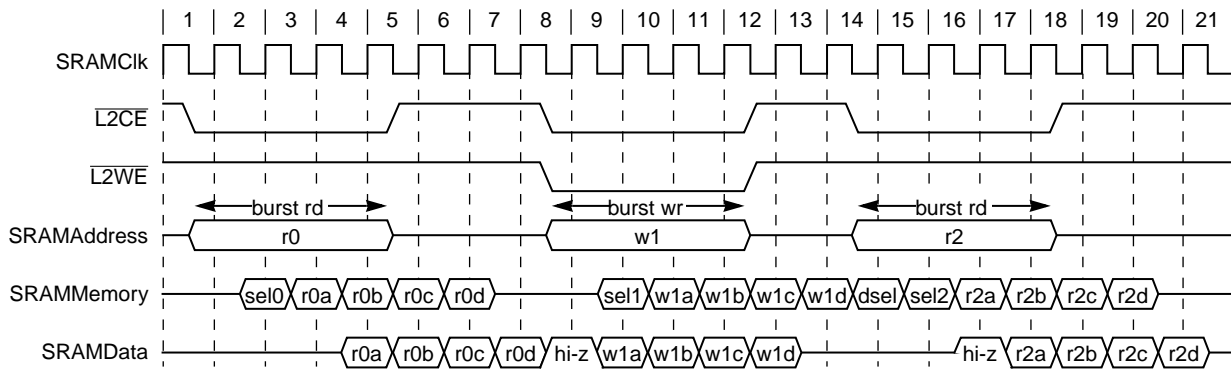 1 2 3 4 5 6 7 8 9 10 11 12 13 14 15 16 17 18 19 20 21
SRAMClk
L2CE
L2WE
burst rd burst wr burst rd
SRAMAddress r0 w1 r2
SRAMMemory sel0 r0a r0b r0c r0d sel1 w1a w1b w1c w1d dsel sel2 r2a r2b r2c r2d
SRAMData r0a r0b r0c r0d hi-z w1a w1b w1c w1d hi-z r2a r2b r2c r2d